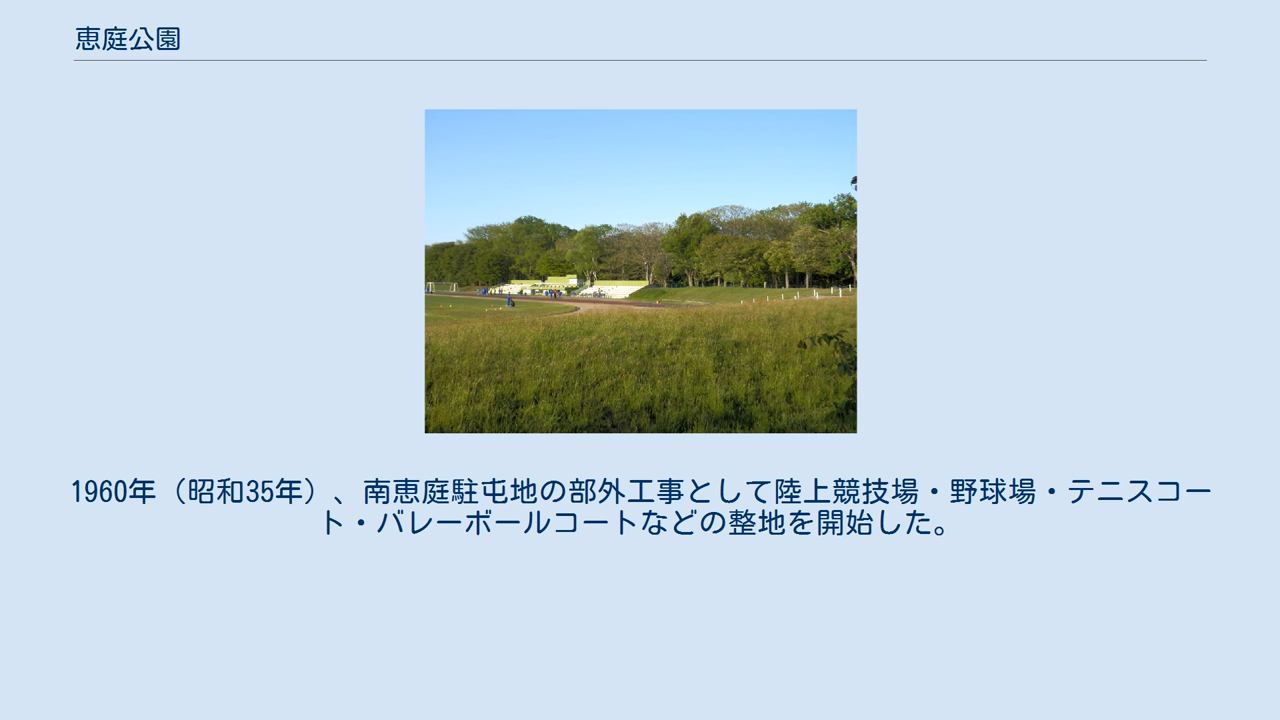 恵庭公園
1960年（昭和35年）、南恵庭駐屯地の部外工事として陸上競技場・野球場・テニスコー
ト・バレーボールコートなどの整地を開始した。